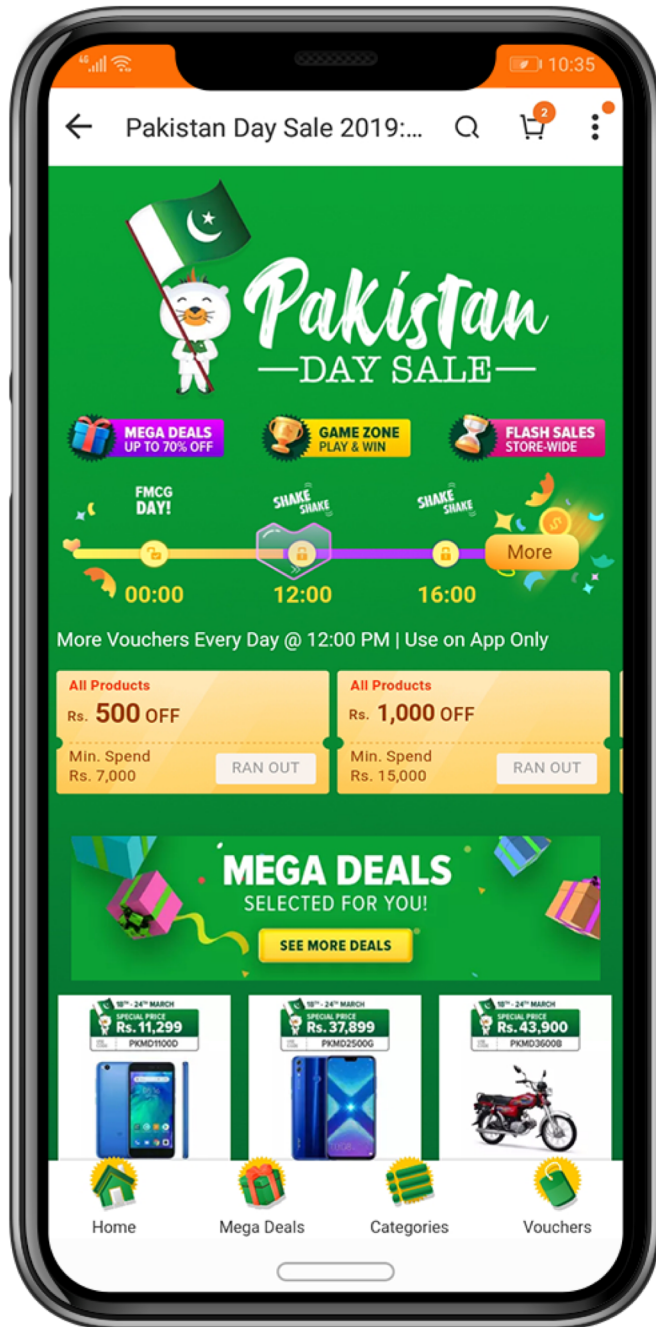 4G
10:35
Pakistan Day Sale 2019:...
2
Pakistan
DAY SALE
MEGA DEALS
UP TO 70% OFF
GAME ZONE
PLAY & WIN
FLASH SALES
STORE-WIDE
FMCG
DAY!
SHAKE
SHAKE
SHAKE
SHAKE
More
00:00
12:00
16:00
More Vouchers Every Day @ 12:00 PM | Use on App Only
All Products
Rs. 500 OFF
Min. Spend
Rs. 7,000
RAN OUT
All Products
Rs. 1,000 OFF
Min. Spend
Rs. 15,000
RAN OUT
MEGA DEALS
SELECTED FOR YOU!
SEE MORE DEALS
18TH - 24TH MARCH
SPECIAL PRICE
Rs. 11,299
PKMD1100D
18TH - 24TH MARCH
SPECIAL PRICE
Rs. 37,899
PKMD2500G
18TH - 24TH MARCH
SPECIAL PRICE
Rs. 43,900
PKMD3600B
Home
Mega Deals
Categories
Vouchers